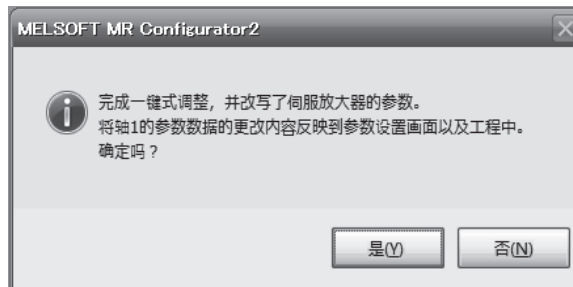 MELSOFT MR Configurator2
完成一键式调整，并改写了伺服放大器的参数。
将轴1的参数数据的更改内容反映到参数设置画面以及工程中。
确定吗？
是(Y)
否(N)